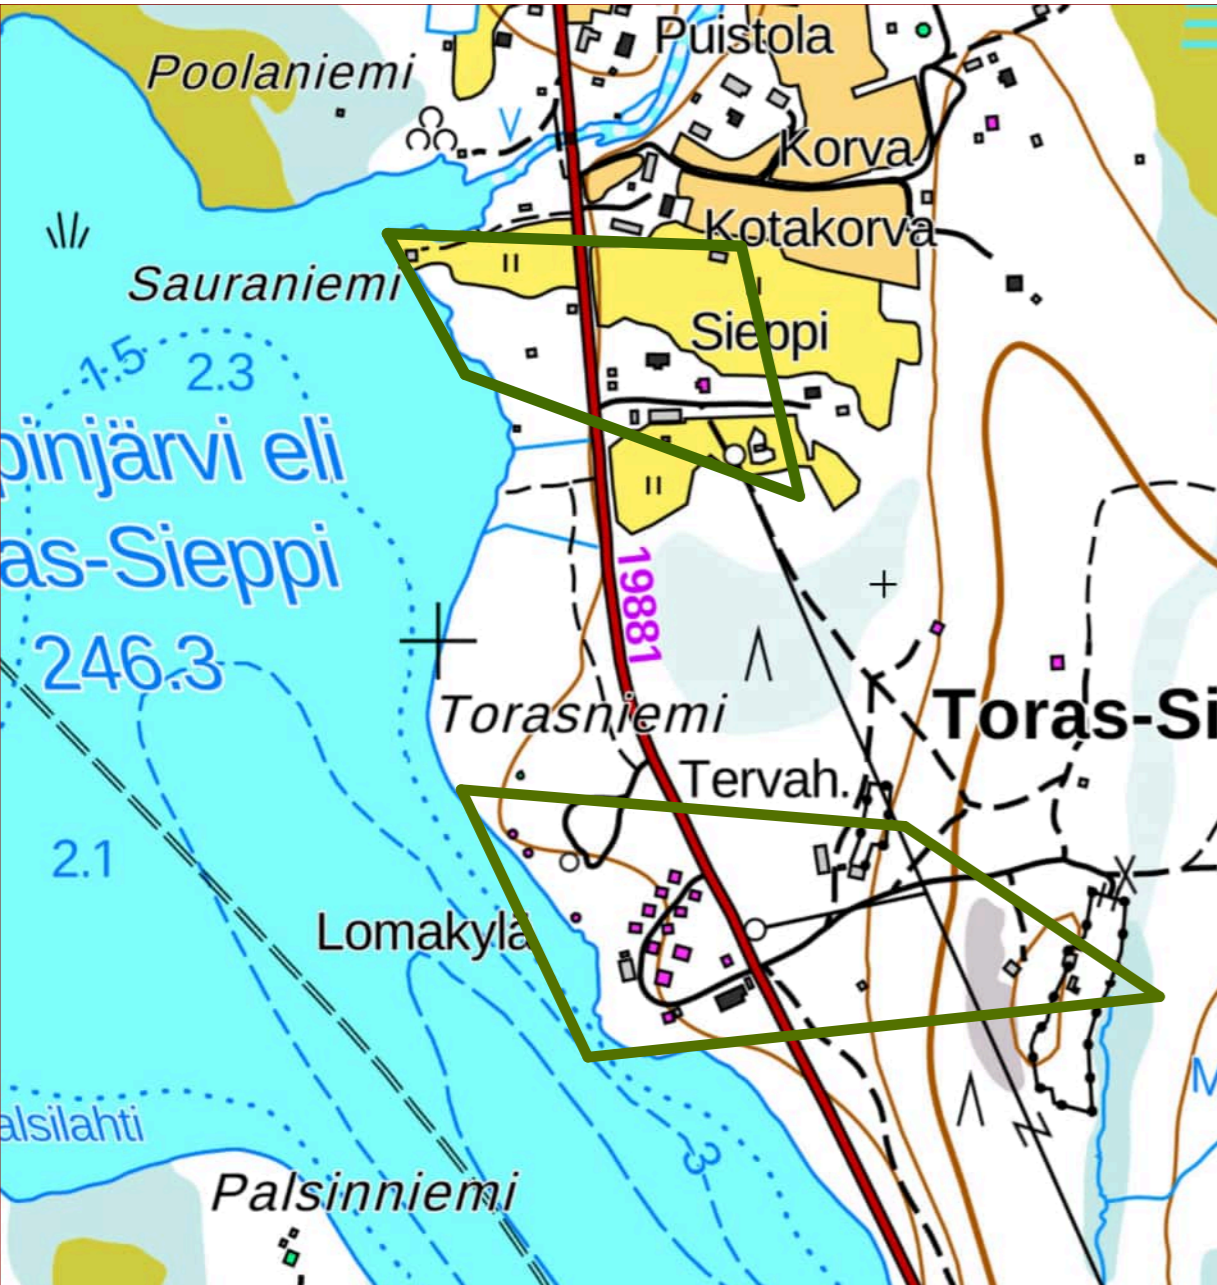 Puistola
Poolaniemi
V
Korva
Kotakorva
Sauraniemi
Sieppi
1.5
2.3
pinjärvi eli
as-Sieppi
246.3
19881
Torasniemi
Toras-Si
Tervah.
2.1
Lomakylä
M
alsilahti
3
Palsinniemi